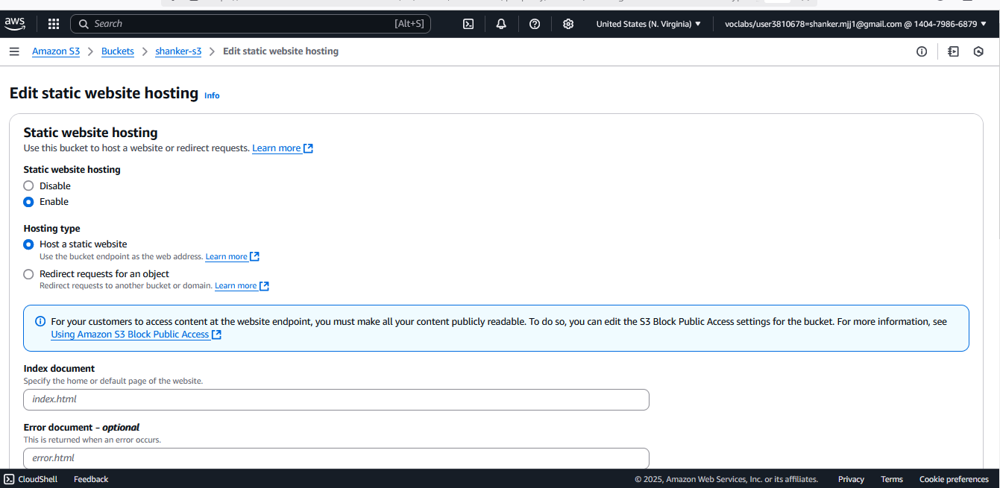 aws
Search [Alt+S]
United States (N. Virginia) ▼
voclabs/user3810678=shanker.mjj1@gmail.com @ 1404-7986-6879 ▼
Amazon S3 > Buckets > shanker-s3 > Edit static website hosting
Edit static website hosting Info
Static website hosting
Use this bucket to host a website or redirect requests. Learn more
Static website hosting
Disable
Enable
Hosting type
Host a static website
Use the bucket endpoint as the web address. Learn more
Redirect requests for an object
Redirect requests to another bucket or domain. Learn more
For your customers to access content at the website endpoint, you must make all your content publicly readable. To do so, you can edit the S3 Block Public Access settings for the bucket. For more information, see
Using Amazon S3 Block Public Access
Index document
Specify the home or default page of the website.
index.html
Error document – optional
This is returned when an error occurs.
error.html
CloudShell Feedback
© 2025, Amazon Web Services, Inc. or its affiliates. Privacy Terms Cookie preferences